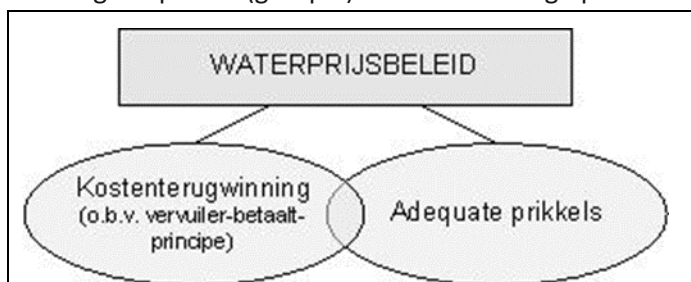 WATERPRIJSBELEID
Kostenterugwinning
(o.b.v. vervuiler-betaalt-
principe)
Adequate prikkels